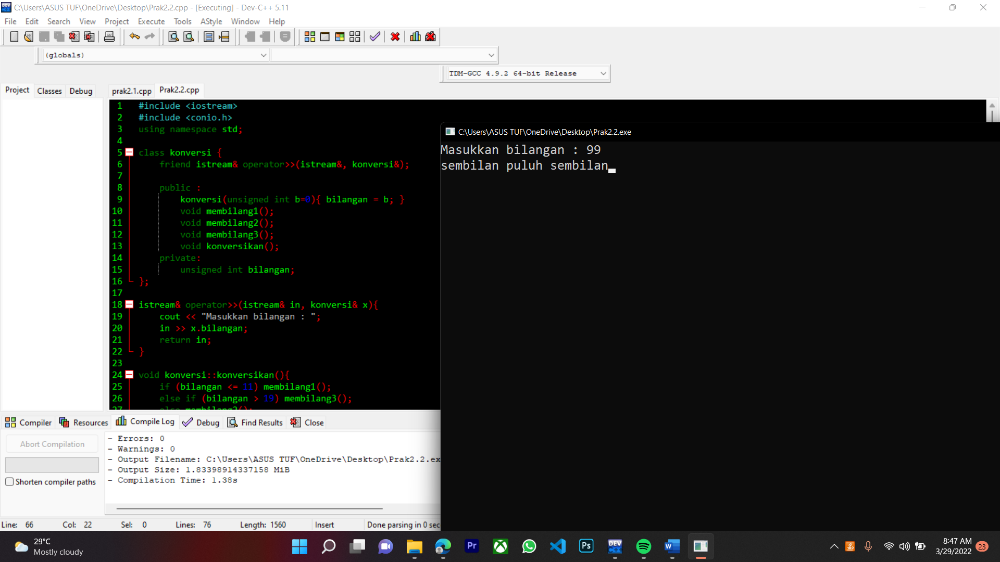 C:\Users\ASUS TUF\OneDrive\Desktop\Prak2.2.cpp - [Executing] - Dev-C++ 5.11
File Edit Search View Project Execute Tools AStyle Window Help
(globals)
TDM-GCC 4.9.2 64-bit Release
Project Classes Debug
prak2.1.cpp Prak2.2.cpp
1 #include <iostream>
2 #include <conio.h>
3 using namespace std;
4
5 class konversi {
6 friend istream& operator>>(istream&, konversi&);
7
8 public :
9 konversi(unsigned int b=0){ bilangan = b; }
10 void membilang1();
11 void membilang2();
12 void membilang3();
13 void konversikan();
14 private:
15 unsigned int bilangan;
16 };
17
18 istream& operator>>(istream& in, konversi& x){
19 cout << "Masukkan bilangan : ";
20 in >> x.bilangan;
21 return in;
22 }
23
24 void konversi::konversikan(){
25 if (bilangan <= 11) membilang1();
26 else if (bilangan > 19) membilang3();
27 else membilang2();
C:\Users\ASUS TUF\OneDrive\Desktop\Prak2.2.exe
Masukkan bilangan : 99
sembilan puluh sembilan
Compiler Resources Compile Log Debug Find Results Close
Abort Compilation
Shorten compiler paths
- Errors: 0
- Warnings: 0
- Output Filename: C:\Users\ASUS TUF\OneDrive\Desktop\Prak2.2.ex
- Output Size: 1.83398914337158 MiB
- Compilation Time: 1.38s
Line: 66 Col: 22 Sel: 0 Lines: 76 Length: 1560 Insert Done parsing in 0 sec
29°C
Mostly cloudy
Pr
Ps
DEV
C++
W
8:47 AM
3/29/2022
23